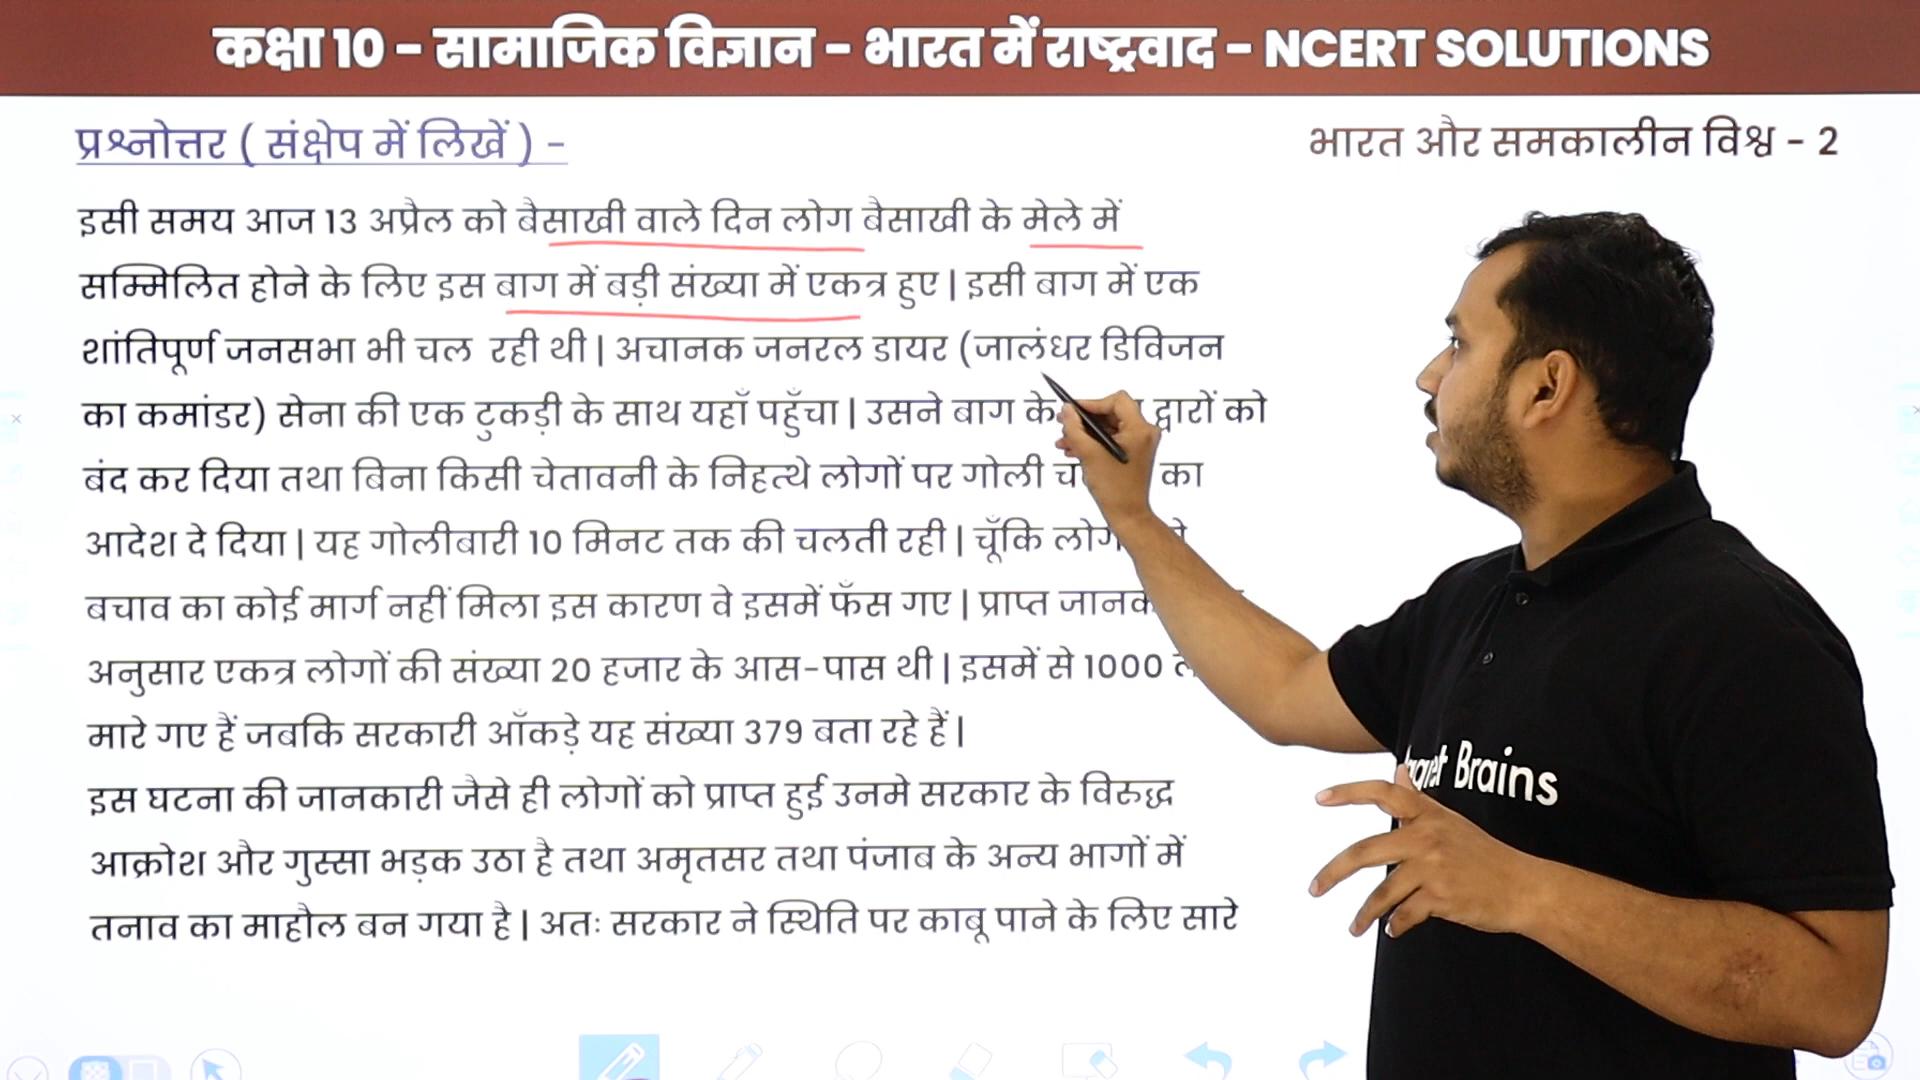 कक्षा 10 - सामाजिक विज्ञान - भारत में राष्ट्रवाद - NCERT SOLUTIONS
प्रश्नोत्तर ( संक्षेप में लिखें ) -
भारत और समकालीन विश्व - 2
इसी समय आज 13 अप्रैल को बैसाखी वाले दिन लोग बैसाखी के मेले में
सम्मिलित होने के लिए इस बाग में बड़ी संख्या में एकत्र हुए | इसी बाग में एक
शांतिपूर्ण जनसभा भी चल रही थी | अचानक जनरल डायर (जालंधर डिविजन
का कमांडर) सेना की एक टुकड़ी के साथ यहाँ पहुँचा | उसने बाग के द्वारों को
बंद कर दिया तथा बिना किसी चेतावनी के निहत्थे लोगों पर गोली का
आदेश दे दिया | यह गोलीबारी 10 मिनट तक की चलती रही | चूँकि
बचाव का कोई मार्ग नहीं मिला इस कारण वे इसमें फँस गए | प्राप्त
अनुसार एकत्र लोगों की संख्या 20 हजार के आस-पास थी | इसमें से 1000
मारे गए हैं जबकि सरकारी आँकड़े यह संख्या 379 बता रहे हैं |
इस घटना की जानकारी जैसे ही लोगों को प्राप्त हुई उनमे सरकार के विरुद्ध
आक्रोश और गुस्सा भड़क उठा है तथा अमृतसर तथा पंजाब के अन्य भागों में
तनाव का माहौल बन गया है | अतः सरकार ने स्थिति पर काबू पाने के लिए सारे
Brains